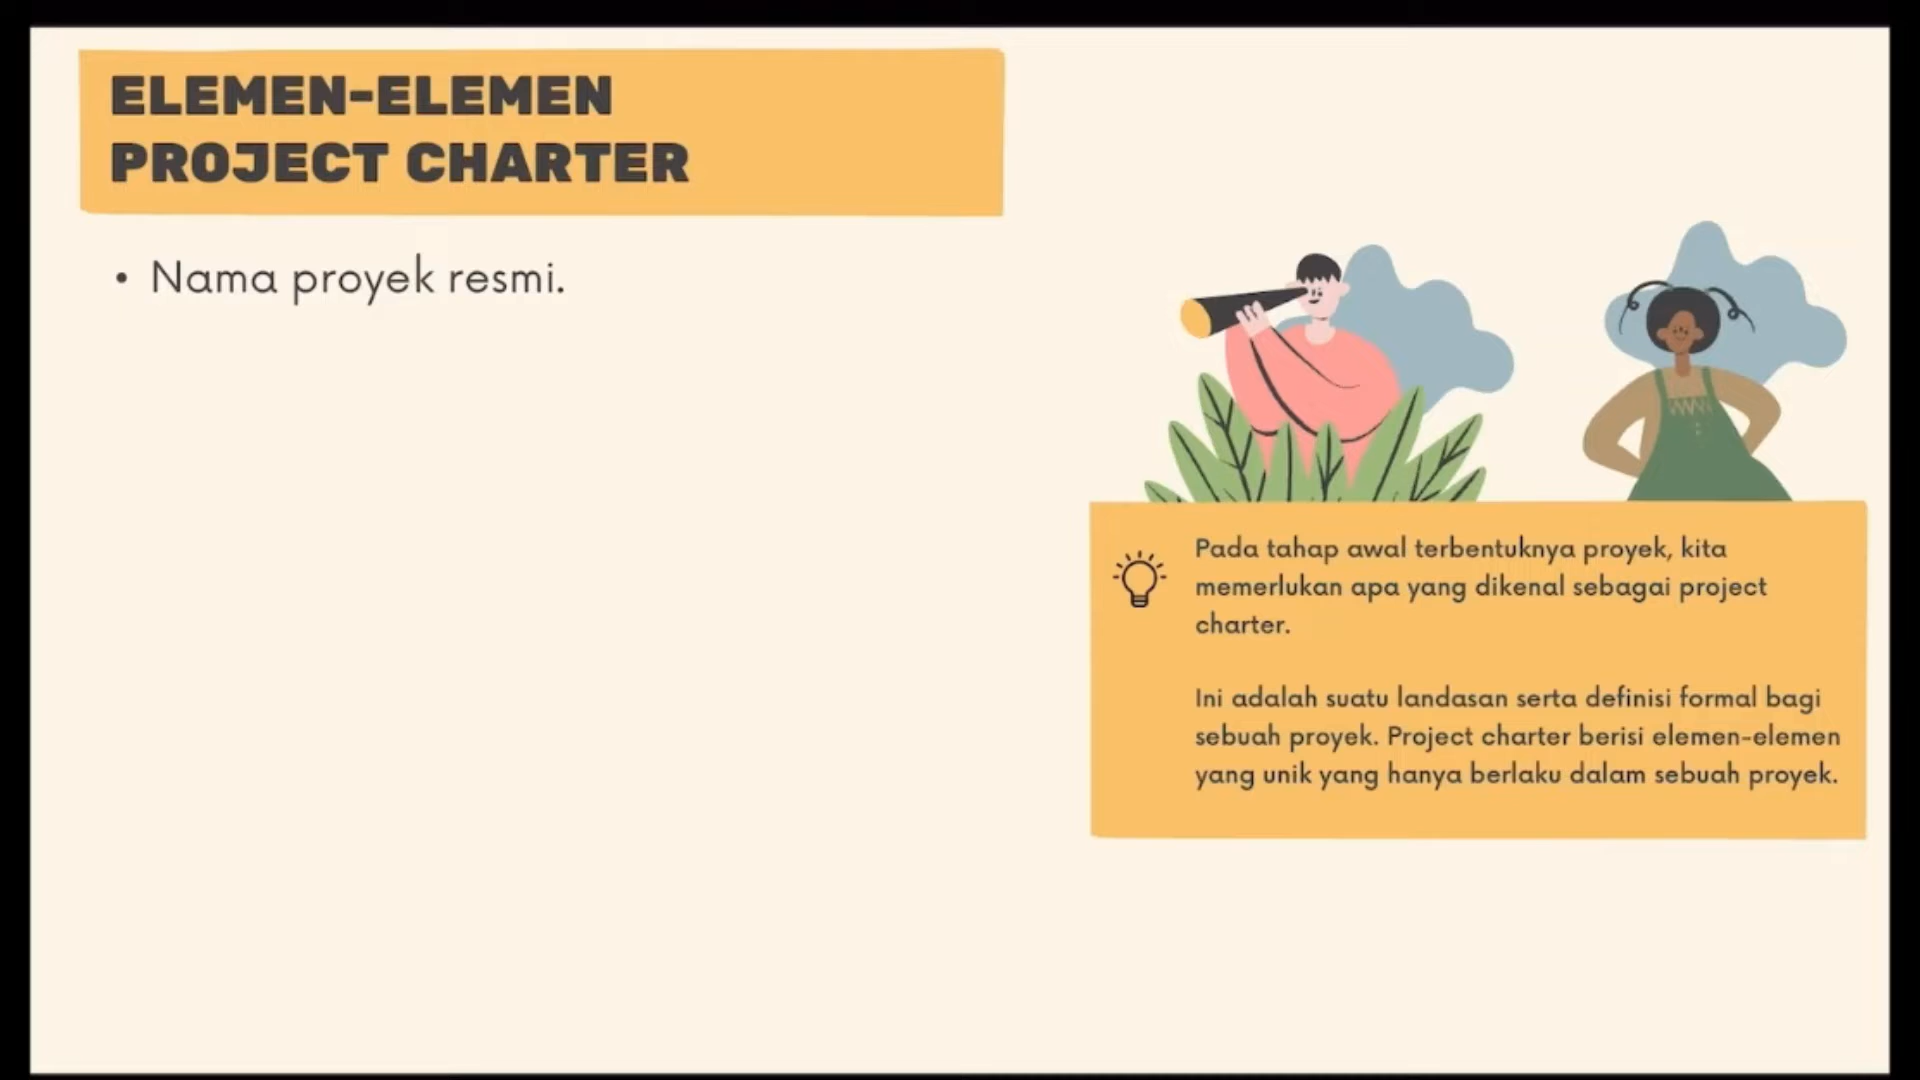 ELEMEN-ELEMEN
PROJECT CHARTER
• Nama proyek resmi.
Pada tahap awal terbentuknya proyek, kita
memerlukan apa yang dikenal sebagai project
charter.
Ini adalah suatu landasan serta definisi formal bagi
sebuah proyek. Project charter berisi elemen-elemen
yang unik yang hanya berlaku dalam sebuah proyek.